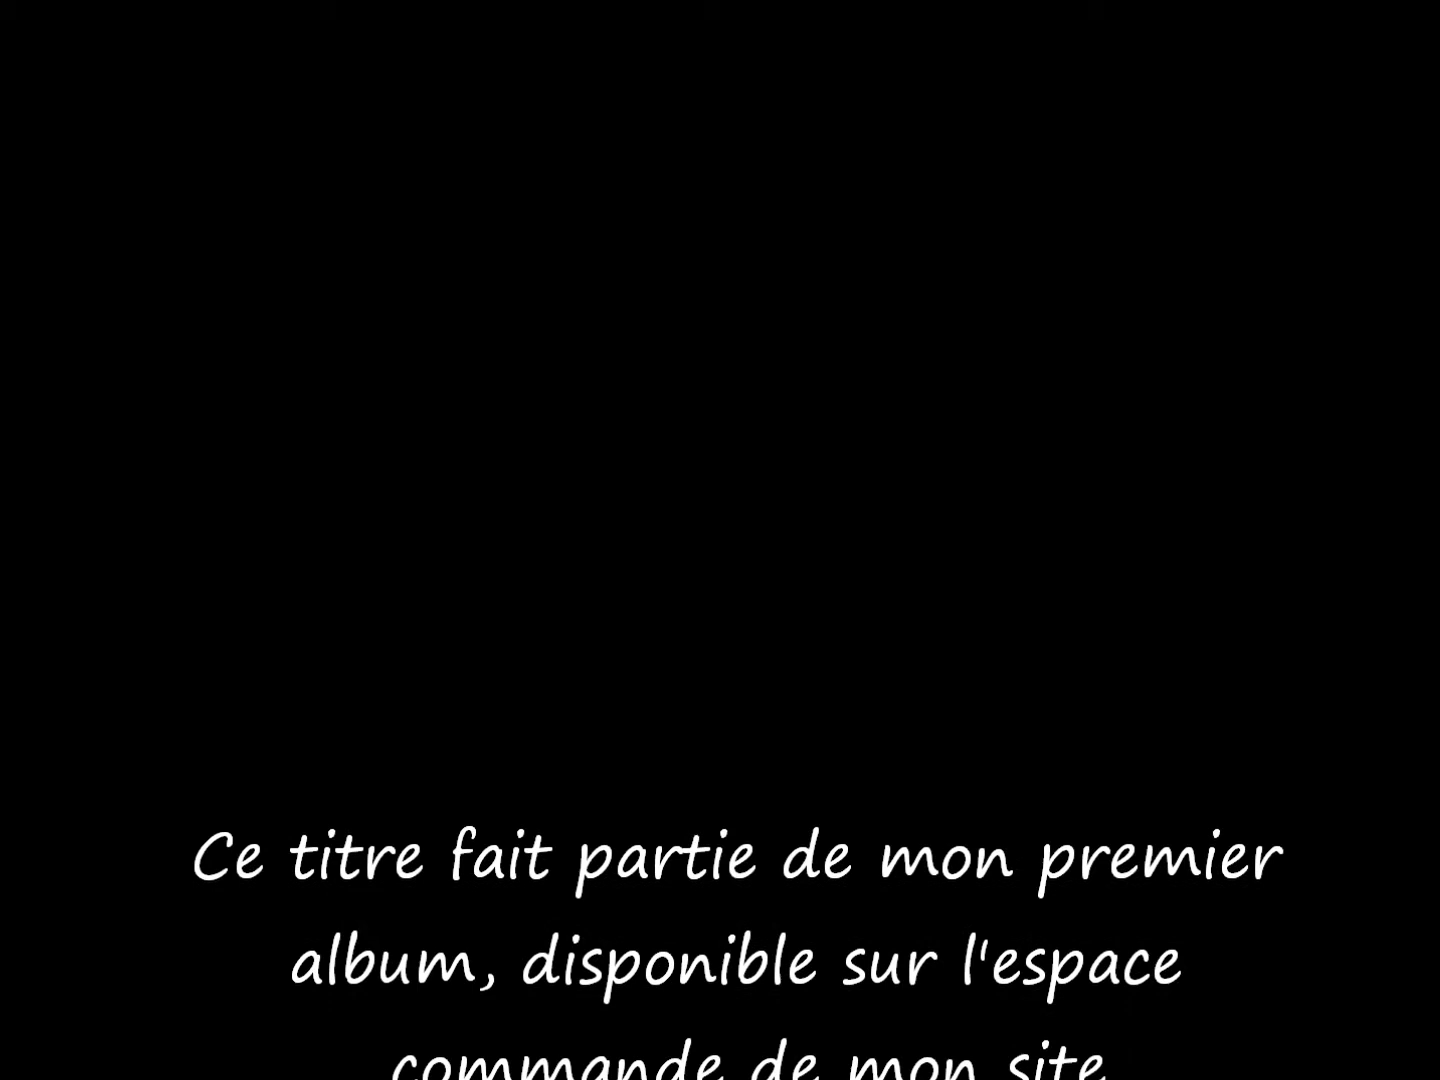 Ce titre fait partie de mon premier
album, disponible sur l'espace
commande de mon site